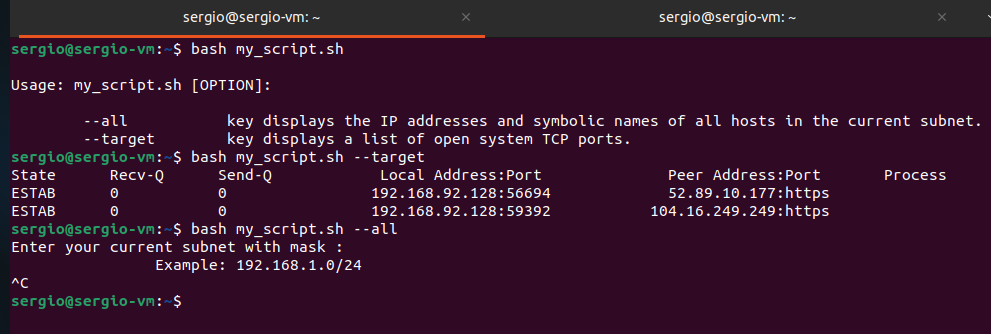 sergio@sergio-vm: ~ × sergio@sergio-vm: ~ ×
sergio@sergio-vm:~$ bash my_script.sh
Usage: my_script.sh [OPTION]:
--all key displays the IP addresses and symbolic names of all hosts in the current subnet.
--target key displays a list of open system TCP ports.
sergio@sergio-vm:~$ bash my_script.sh --target
State Recv-Q Send-Q Local Address:Port Peer Address:Port Process
ESTAB 0 0 192.168.92.128:56694 52.89.10.177:https
ESTAB 0 0 192.168.92.128:59392 104.16.249.249:https
sergio@sergio-vm:~$ bash my_script.sh --all
Enter your current subnet with mask :
Example: 192.168.1.0/24
^C
sergio@sergio-vm:~$